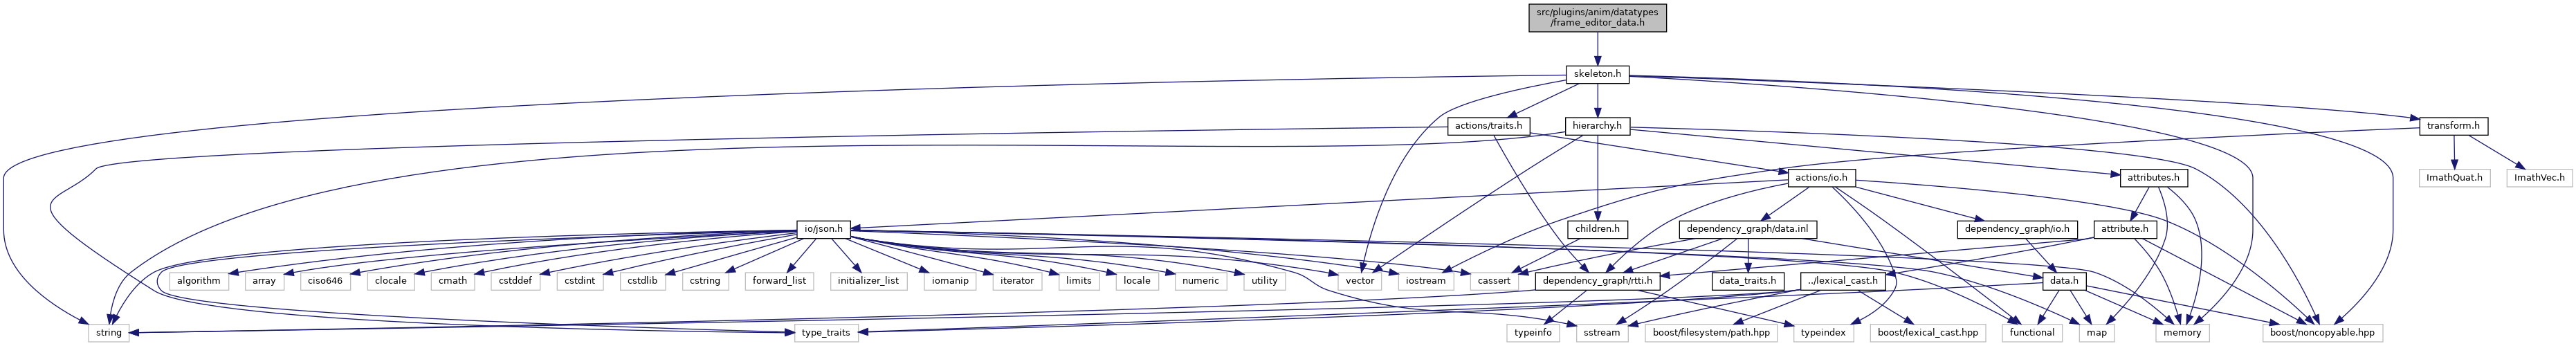 src/plugins/anim/datatypes
/frame_editor_data.h
skeleton.h
actions/traits.h
hierarchy.h
transform.h
actions/io.h
attributes.h
ImathQuat.h
ImathVec.h
io/json.h
children.h
dependency_graph/data.inl
dependency_graph/io.h
attribute.h
algorithm
array
ciso646
clocale
cmath
cstddef
cstdint
cstdlib
cstring
forward_list
initializer_list
iomanip
iterator
limits
locale
numeric
utility
vector
iostream
cassert
dependency_graph/rtti.h
data_traits.h
../lexical_cast.h
data.h
string
type_traits
typeinfo
sstream
boost/filesystem/path.hpp
typeindex
boost/lexical_cast.hpp
functional
map
memory
boost/noncopyable.hpp